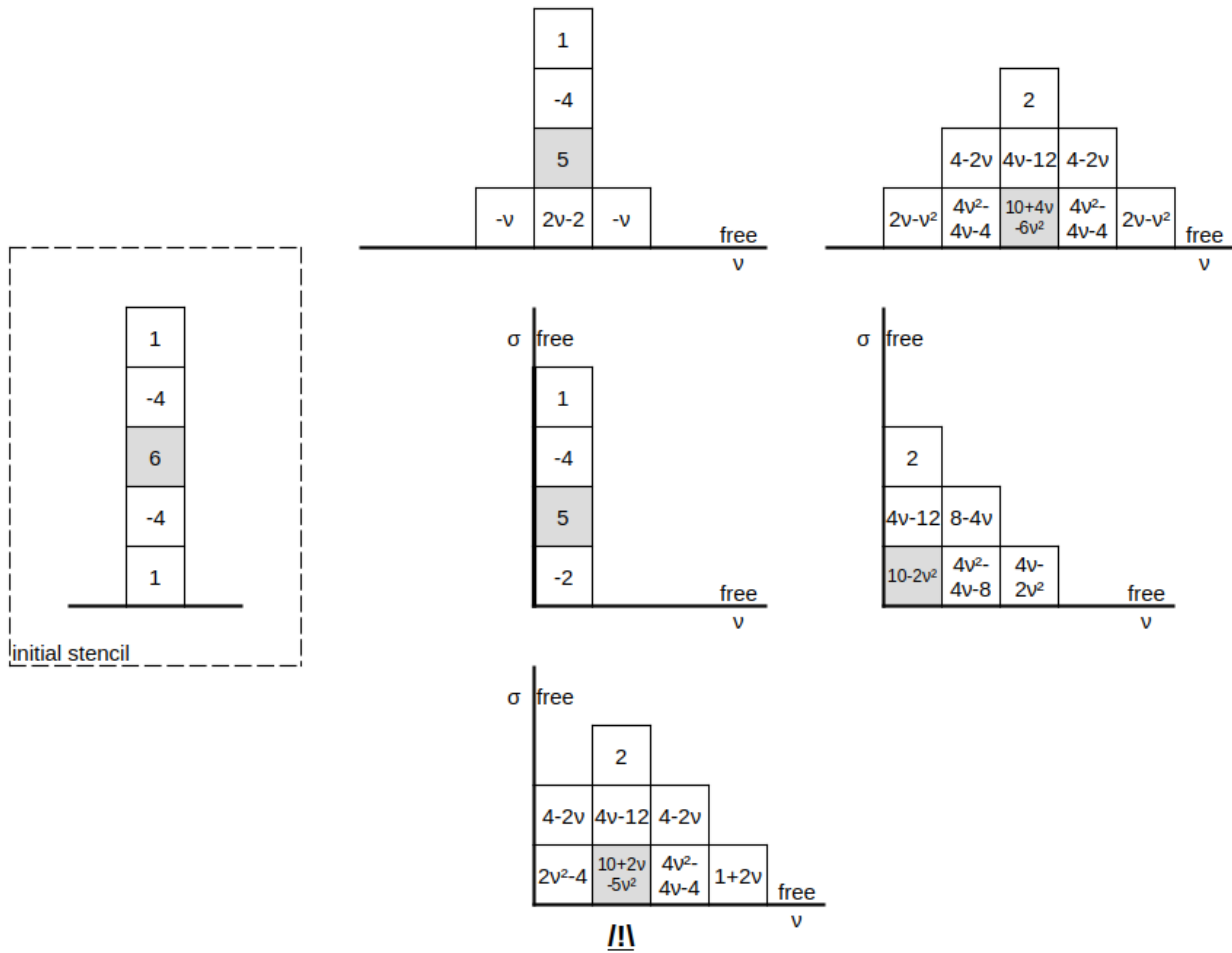 1
-4
5
-ν 2ν-2 -ν
free
ν
2
4-2ν 4ν-12 4-2ν
2ν-ν² 4ν²- 10+4ν 4ν²- 2ν-ν²
4ν-4 -6ν² 4ν-4
free
ν
1
-4
6
-4
1
initial stencil
σ free
1
-4
5
-2
free
ν
σ free
2
4ν-12 8-4ν
10-2ν² 4ν²- 4ν-
4ν-8 2ν²
free
ν
σ free
2
4-2ν 4ν-12 4-2ν
2ν²-4 10+2ν 4ν²- 1+2ν
-5ν² 4ν-4
free
ν
/!\